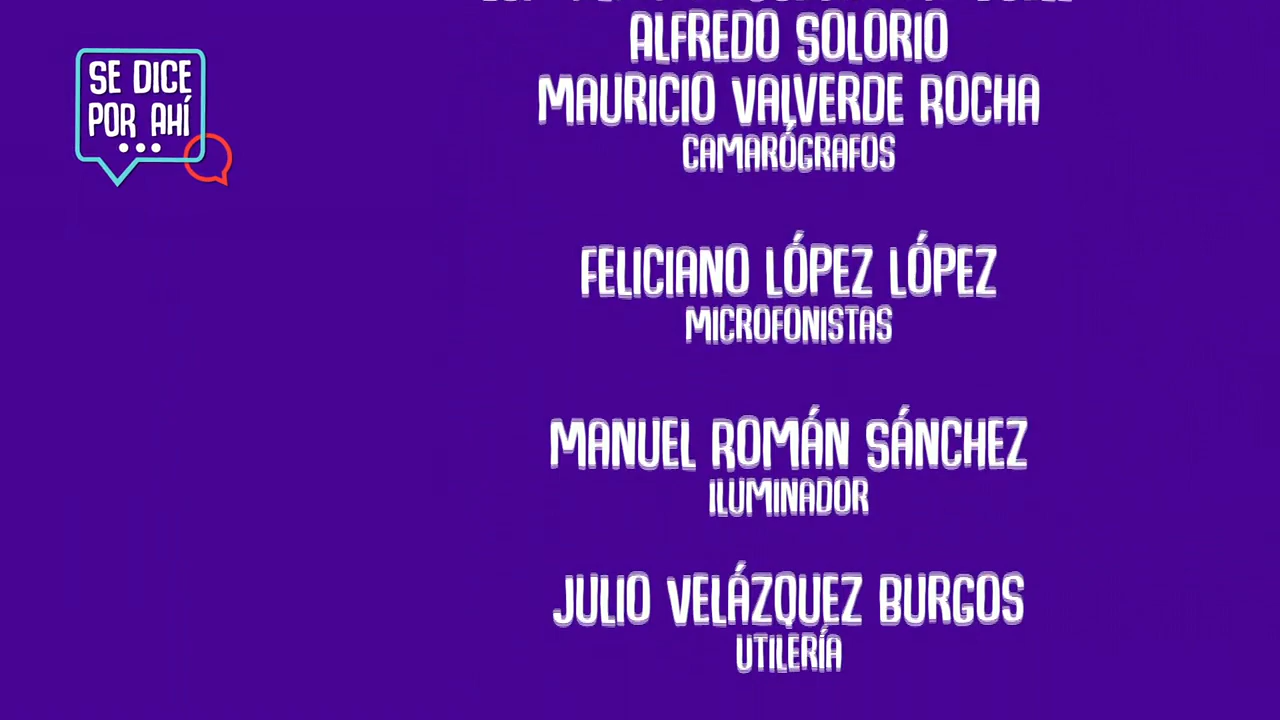 SE DICE
POR AHÍ
ALFREDO SOLORIO
MAURICIO VALVERDE ROCHA
CAMARÓGRAFOS
FELICIANO LÓPEZ LÓPEZ
MICROFONISTAS
MANUEL ROMÁN SÁNCHEZ
ILUMINADOR
JULIO VELÁZQUEZ BURGOS
UTILERÍA